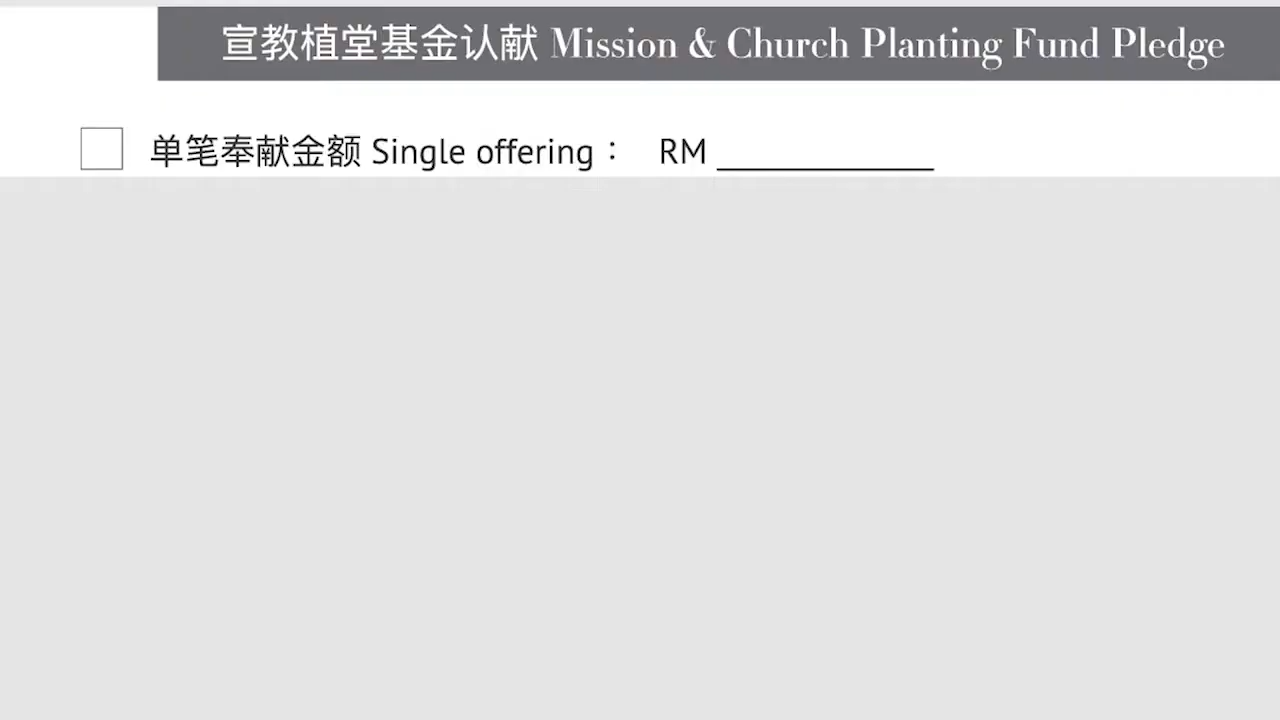 宣教植堂基金认献 Mission & Church Planting Fund Pledge
单笔奉献金额 Single offering： RM ____________